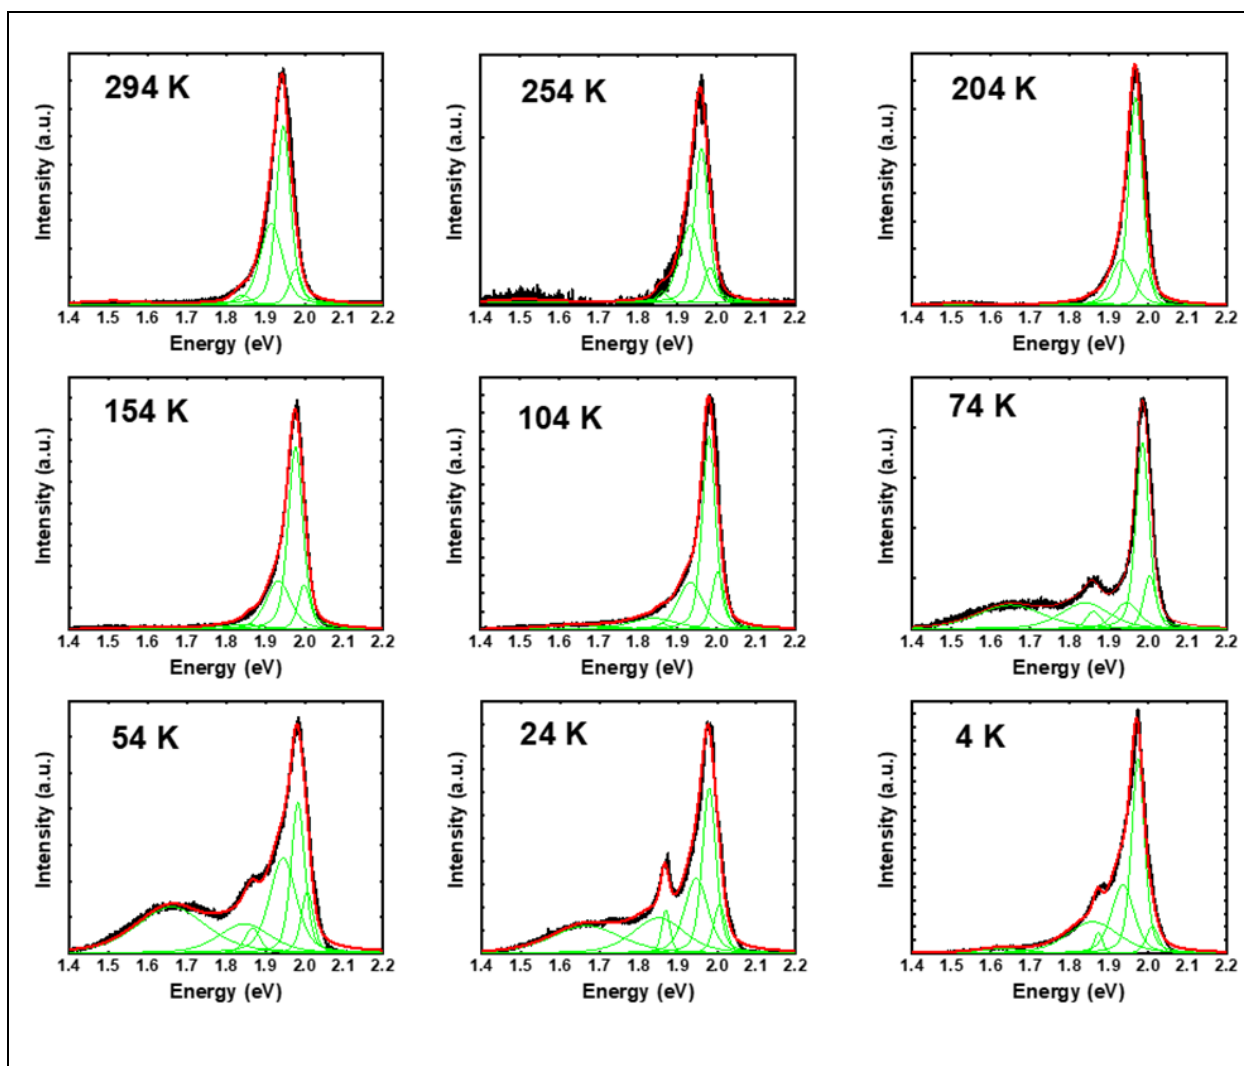 294 K
254 K
204 K
Intensity (a.u.)
Intensity (a.u.)
Intensity (a.u.)
1.4 1.5 1.6 1.7 1.8 1.9 2.0 2.1 2.2
1.4 1.5 1.6 1.7 1.8 1.9 2.0 2.1 2.2
1.4 1.5 1.6 1.7 1.8 1.9 2.0 2.1 2.2
Energy (eV)
Energy (eV)
Energy (eV)
154 K
104 K
74 K
Intensity (a.u.)
Intensity (a.u.)
Intensity (a.u.)
1.4 1.5 1.6 1.7 1.8 1.9 2.0 2.1 2.2
1.4 1.5 1.6 1.7 1.8 1.9 2.0 2.1 2.2
1.4 1.5 1.6 1.7 1.8 1.9 2.0 2.1 2.2
Energy (eV)
Energy (eV)
Energy (eV)
54 K
24 K
4 K
Intensity (a.u.)
Intensity (a.u.)
Intensity (a.u.)
1.4 1.5 1.6 1.7 1.8 1.9 2.0 2.1 2.2
1.4 1.5 1.6 1.7 1.8 1.9 2.0 2.1 2.2
1.4 1.5 1.6 1.7 1.8 1.9 2.0 2.1 2.2
Energy (eV)
Energy (eV)
Energy (eV)